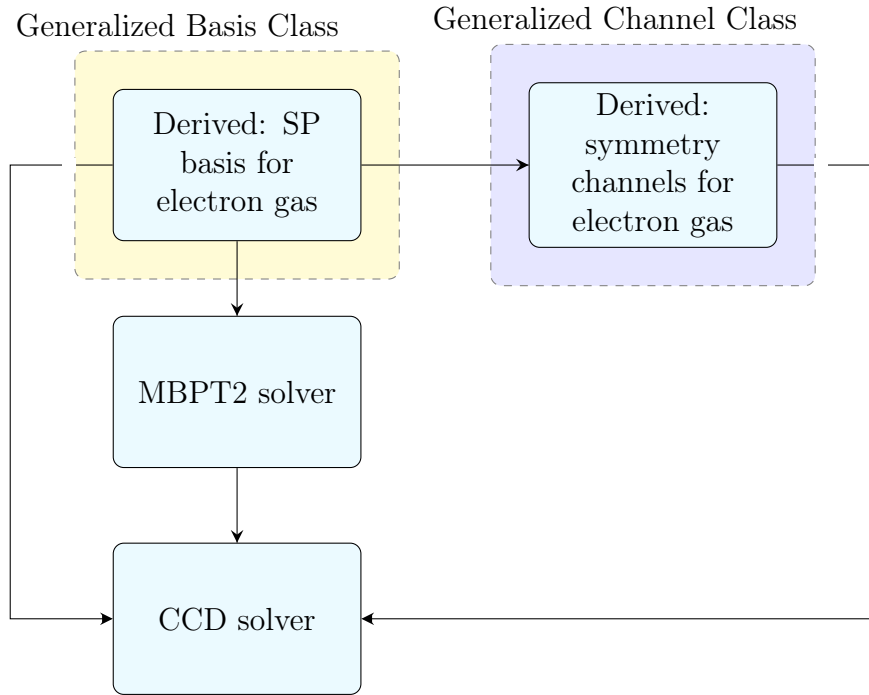 Generalized Basis Class
Generalized Channel Class
Derived: SP
basis for
electron gas
Derived:
symmetry
channels for
electron gas
MBPT2 solver
CCD solver